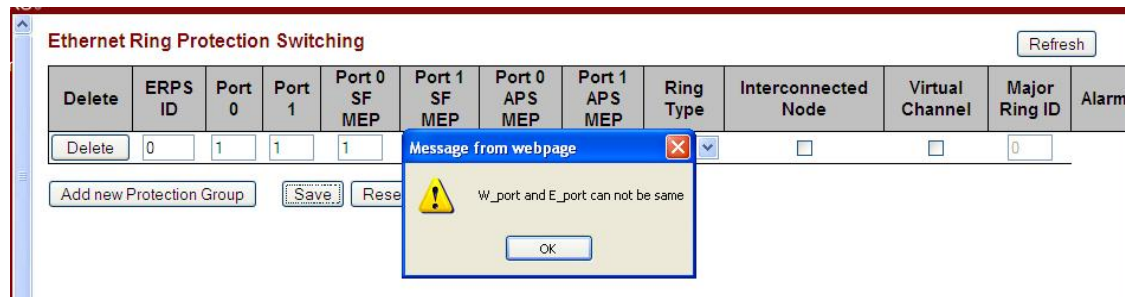 Ethernet Ring Protection Switching
Refresh
Delete ERPS ID Port 0 Port 1 Port 0 SF MEP Port 1 SF MEP Port 0 APS MEP Port 1 APS MEP Ring Type Interconnected Node Virtual Channel Major Ring ID Alarm
Delete 0 1 1 1 0
Message from webpage
Add new Protection Group Save Rese
W_port and E_port can not be same
OK